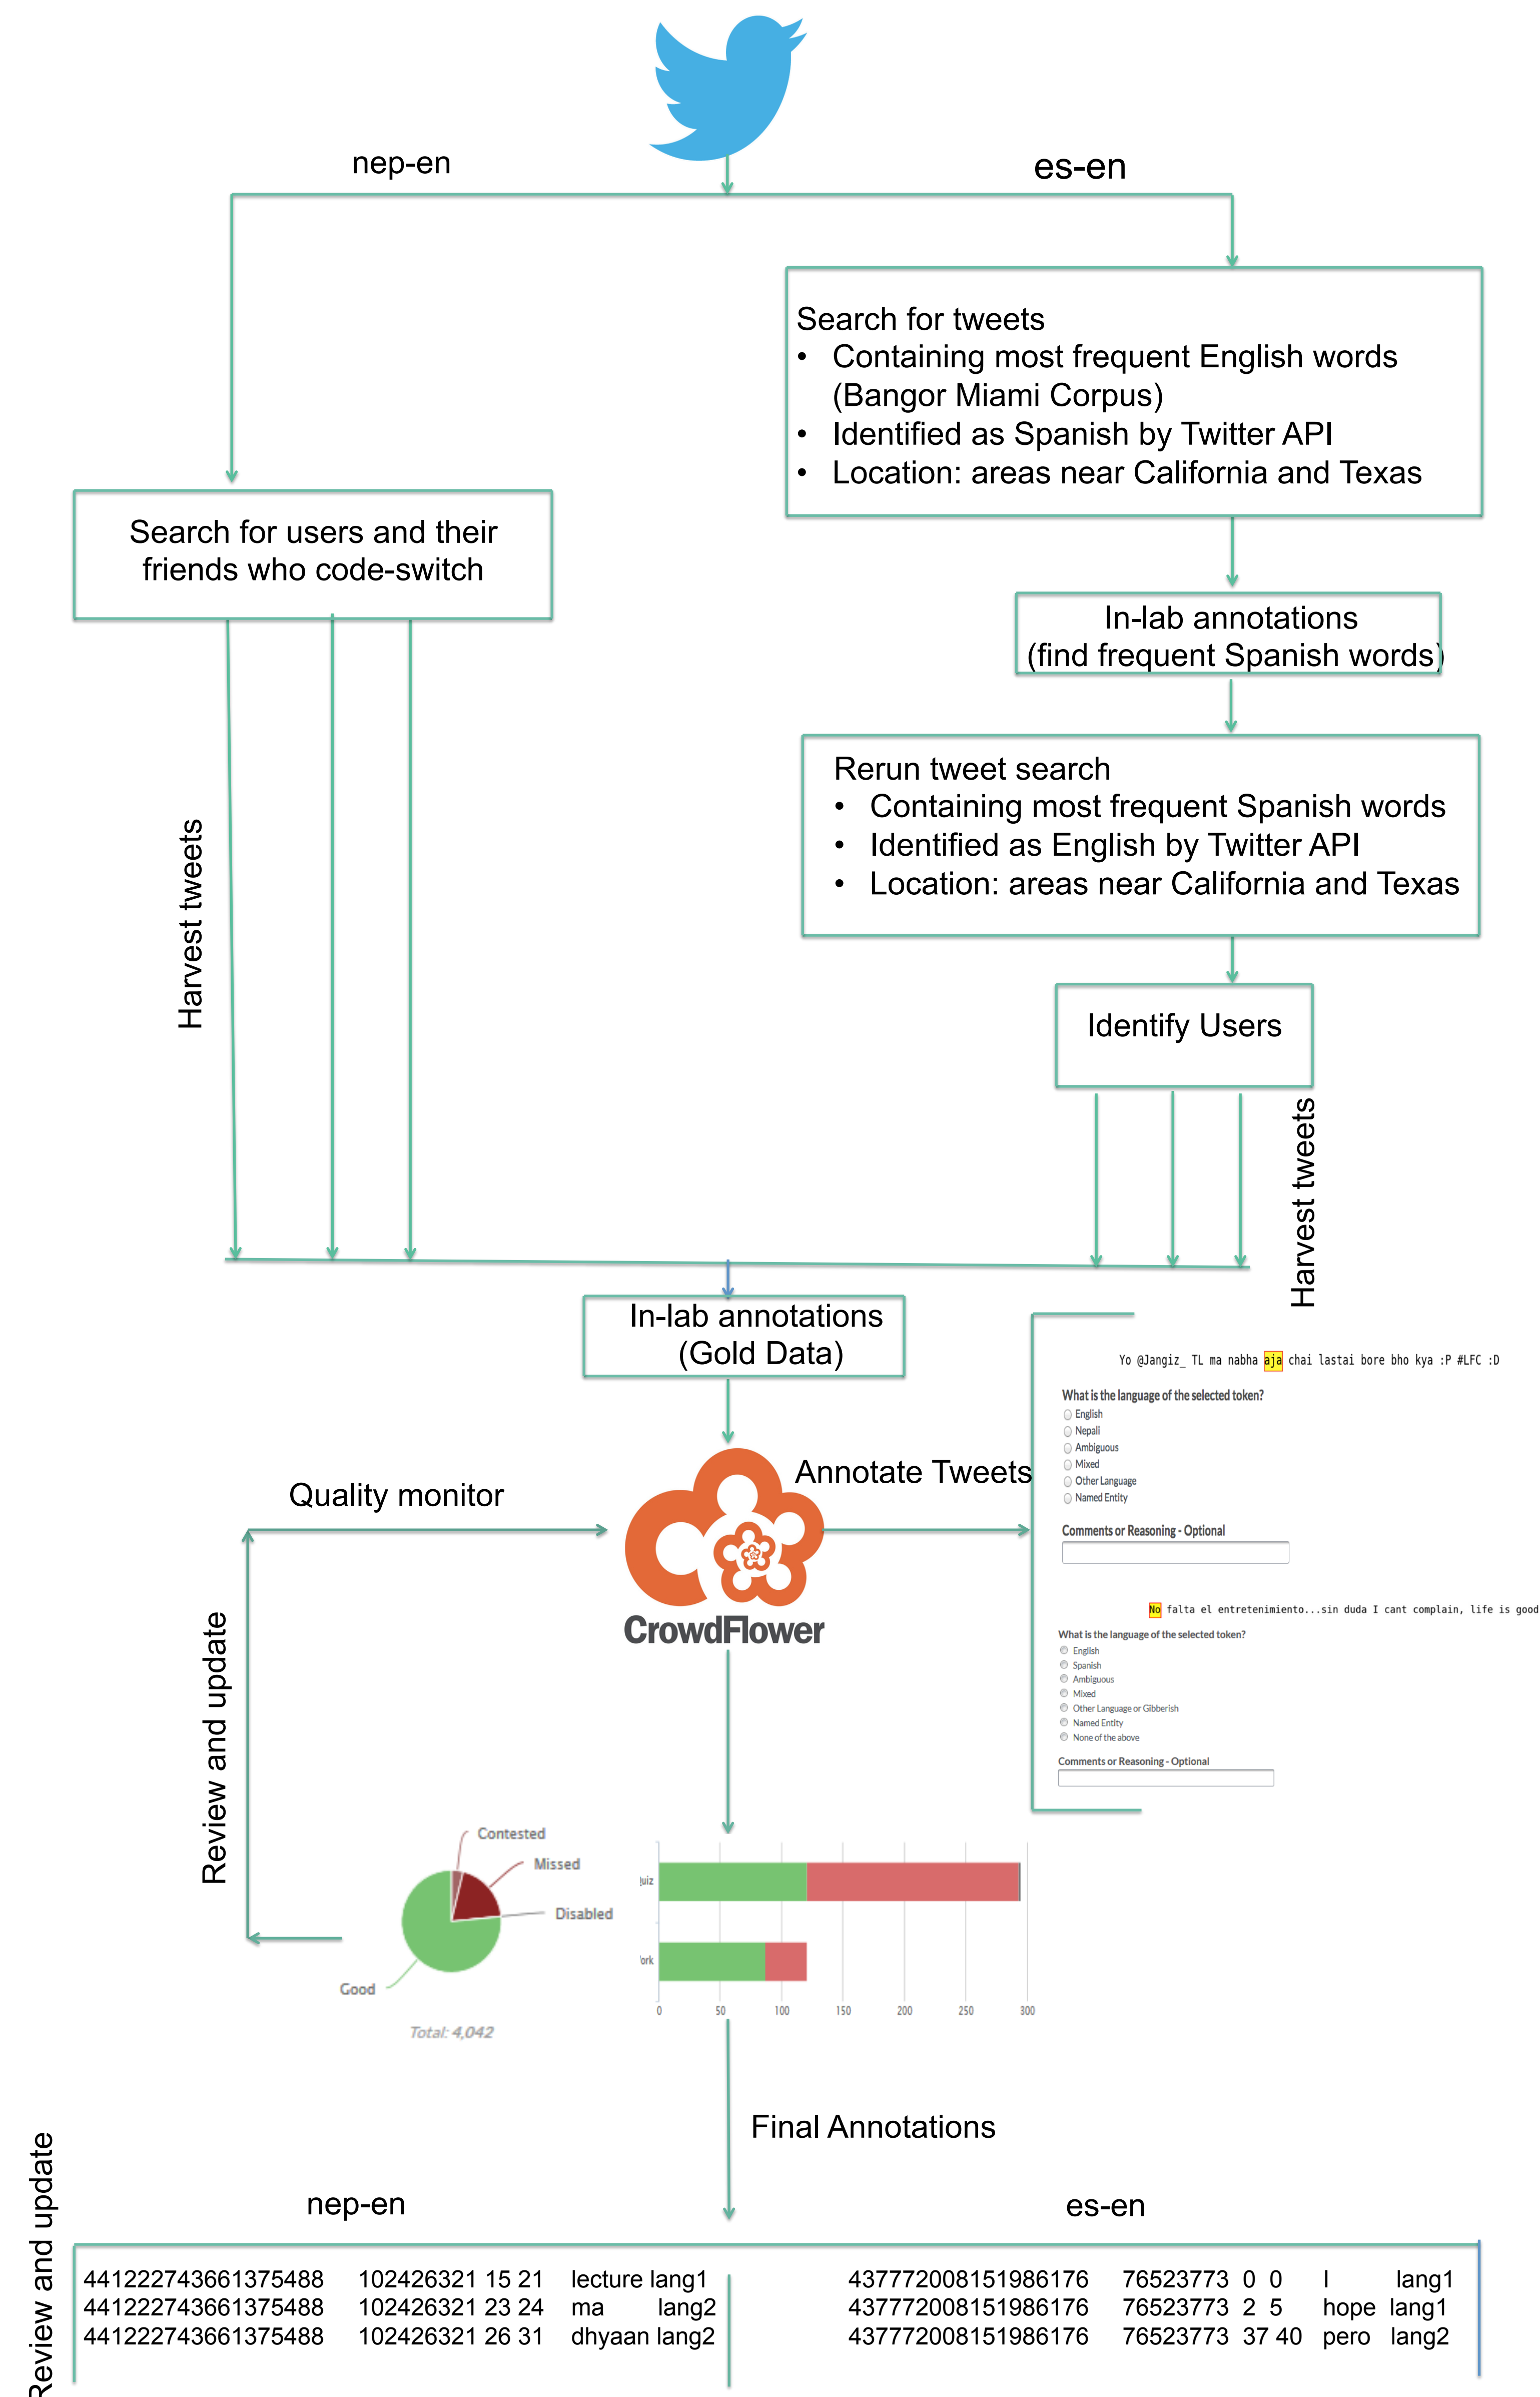 nep-en
es-en
Search for tweets
• Containing most frequent English words
(Bangor Miami Corpus)
• Identified as Spanish by Twitter API
• Location: areas near California and Texas
Search for users and their
friends who code-switch
In-lab annotations
(find frequent Spanish words)
Rerun tweet search
• Containing most frequent Spanish words
• Identified as English by Twitter API
• Location: areas near California and Texas
Harvest tweets
Identify Users
Harvest tweets
In-lab annotations
(Gold Data)
Yo @Jangiz_ TL ma nabha aja chai lastai bore bho kya :P #LFC :D
What is the language of the selected token?
English
Nepali
Ambiguous
Mixed
Other Language
Named Entity
Comments or Reasoning - Optional
Annotate Tweets
Quality monitor
CrowdFlower
No falta el entretenimiento...sin duda I cant complain, life is good
What is the language of the selected token?
English
Spanish
Ambiguous
Mixed
Other Language or Gibberish
Named Entity
None of the above
Comments or Reasoning - Optional
Review and update
Contested
Missed
Disabled
Good
Total: 4,042
uiz
ork
0 50 100 150 200 250 300
Final Annotations
Review and update
nep-en
es-en
441222743661375488 102426321 15 21 lecture lang1
441222743661375488 102426321 23 24 ma lang2
441222743661375488 102426321 26 31 dhyaan lang2
437772008151986176 76523773 0 0 I lang1
437772008151986176 76523773 2 5 hope lang1
437772008151986176 76523773 37 40 pero lang2